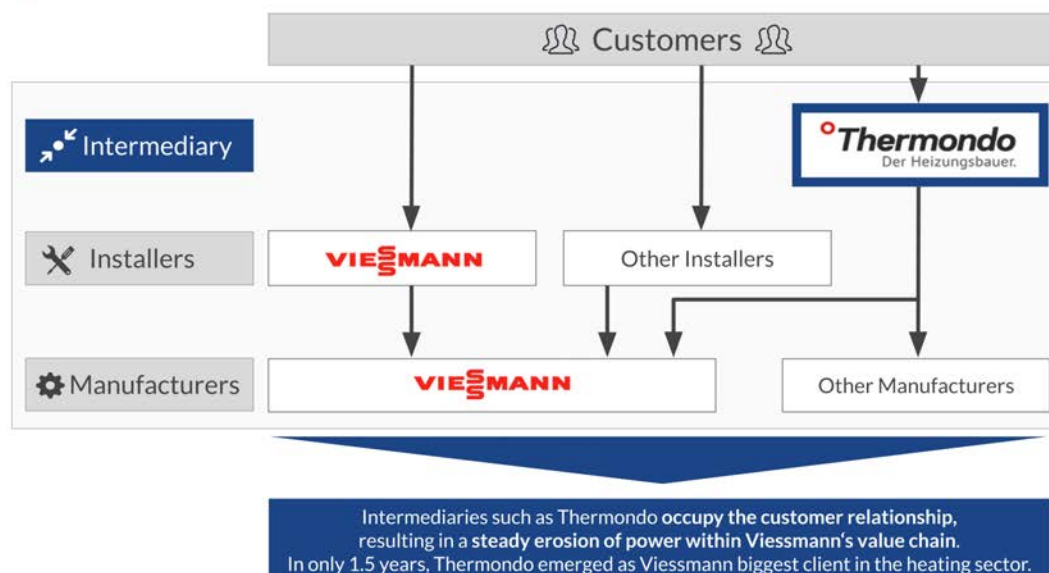 Customers
Intermediary
Thermondo
Der Heizungsbauer.
Installers
VIESSMANN
Other Installers
Manufacturers
VIESSMANN
Other Manufacturers
Intermediaries such as Thermondo occupy the customer relationship,
resulting in a steady erosion of power within Viessmann‘s value chain.
In only 1.5 years, Thermondo emerged as Viessmann biggest client in the heating sector.